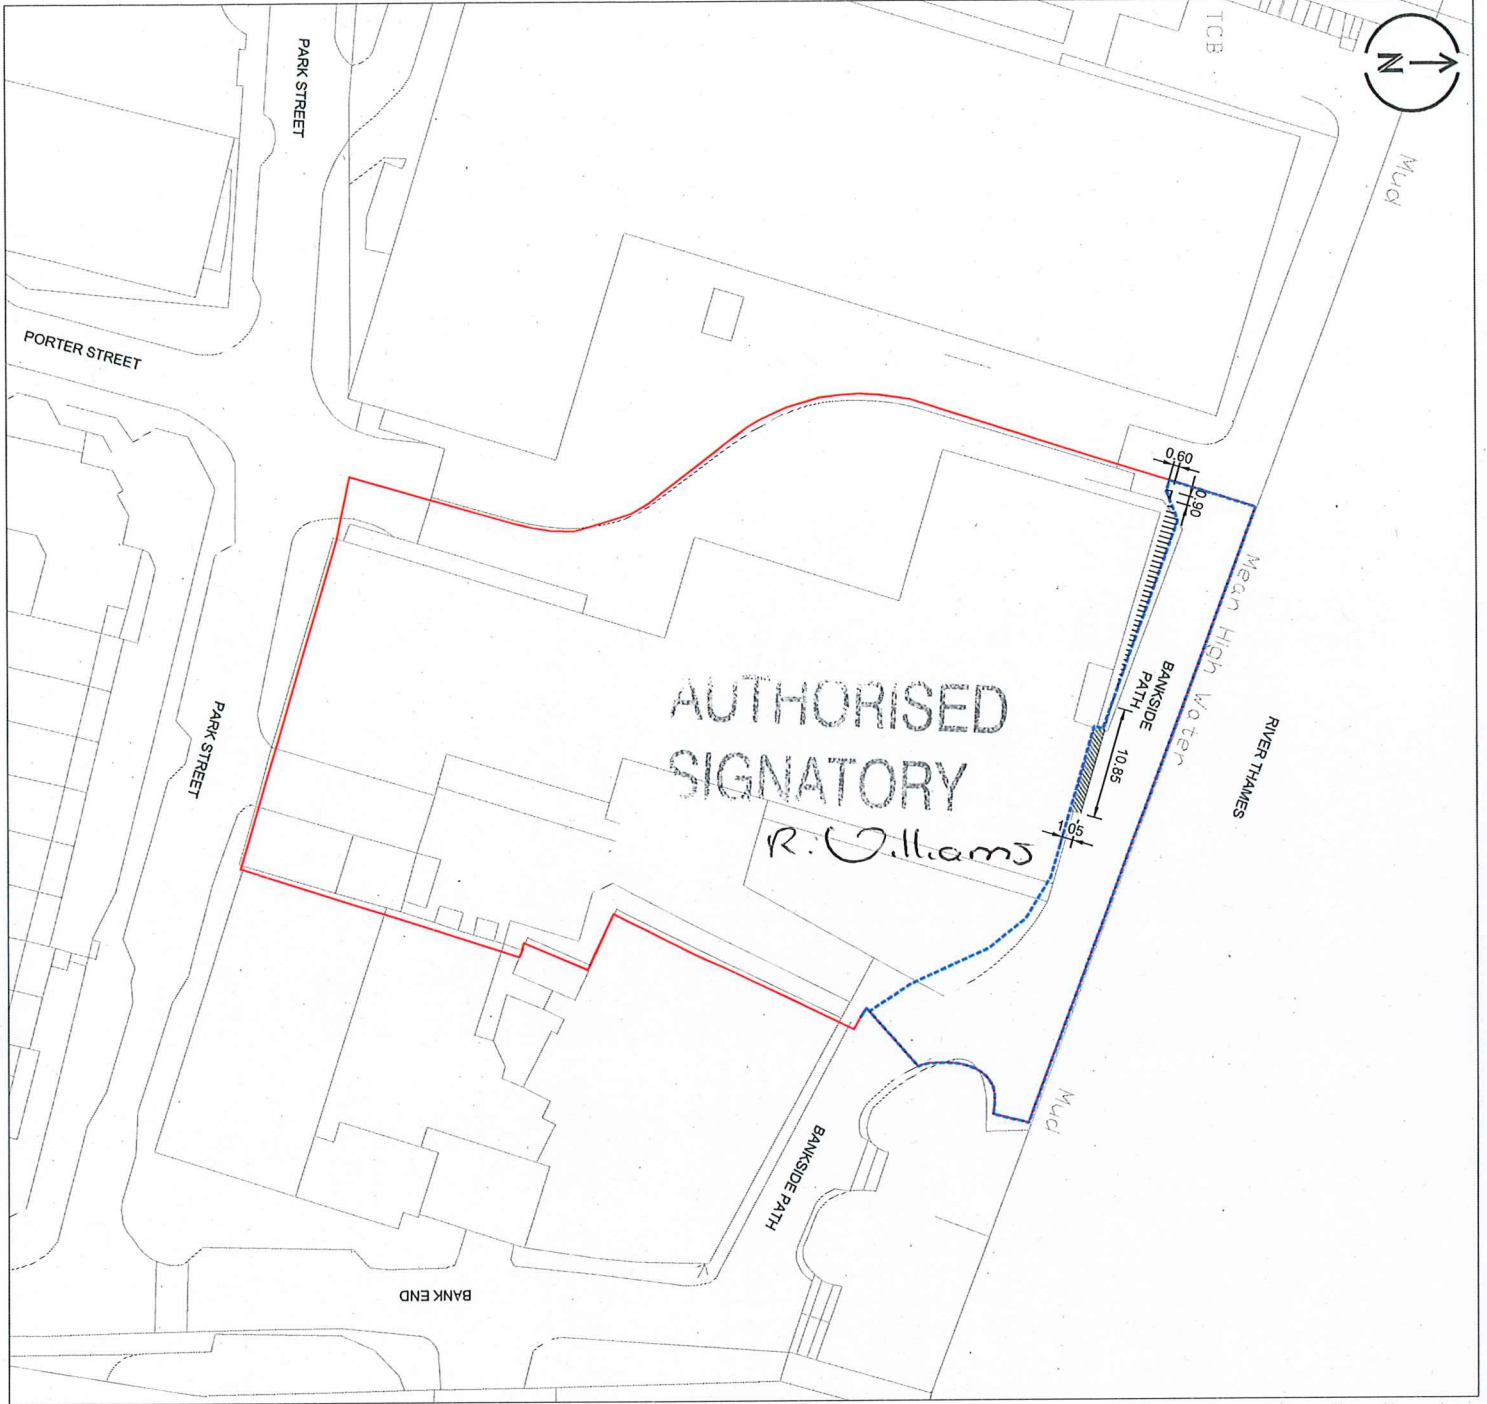 PARK STREET
TCB
N
Mud
PORTER STREET
0.60
0.90
Mean High Water
BANKSIDE
PATH
RIVER THAMES
10.85
1.05
AUTHORISED
SIGNATORY
R. Williams
PARK STREET
Mud
BANKSIDE PATH
BANK END